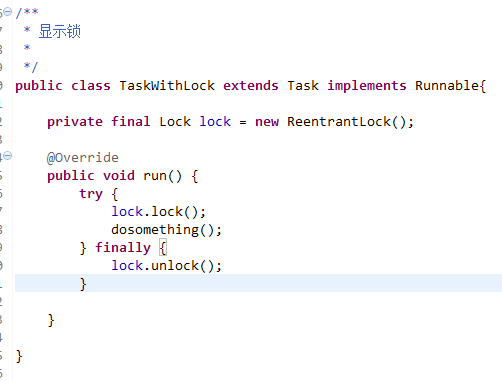 /**
 * 显示锁
 *
 */
public class TaskWithLock extends Task implements Runnable{
    private final Lock lock = new ReentrantLock();
    @Override
    public void run() {
        try {
            lock.lock();
            dosomething();
        } finally {
            lock.unlock();
        }
    }
}